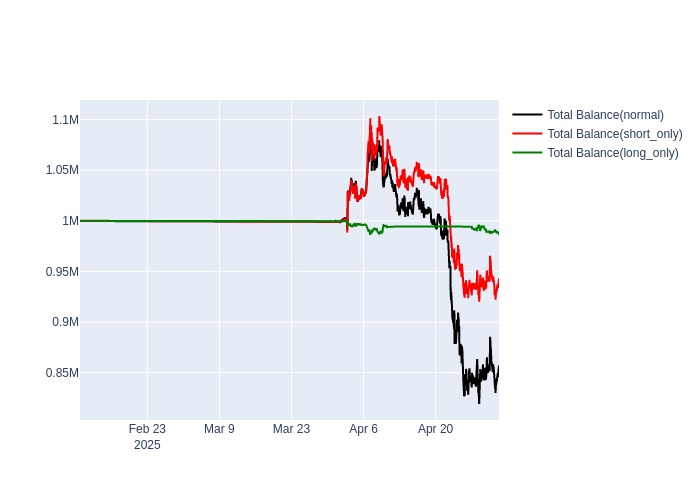 1.1M
1.05M
1M
0.95M
0.9M
0.85M
Feb 23
2025
Mar 9
Mar 23
Apr 6
Apr 20
Total Balance(normal)
Total Balance(short_only)
Total Balance(long_only)